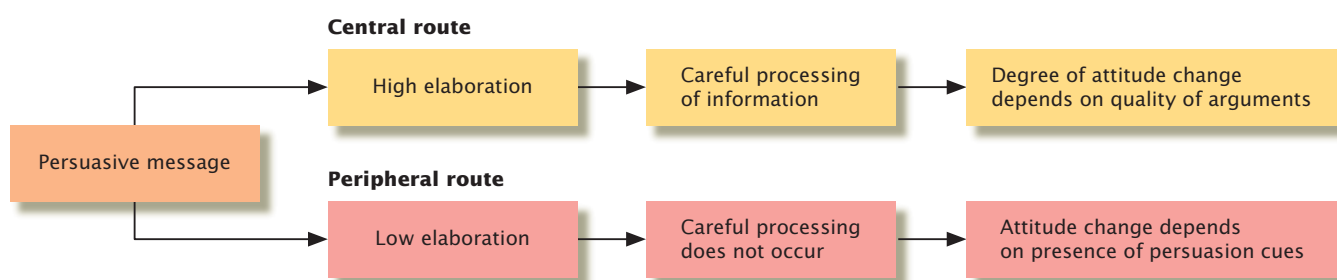 Central route
High elaboration
Careful processing
of information
Degree of attitude change
depends on quality of arguments
Persuasive message
Peripheral route
Low elaboration
Careful processing
does not occur
Attitude change depends
on presence of persuasion cues